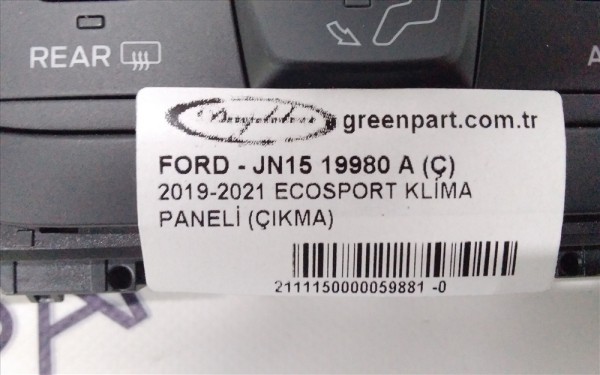 REAR
greenpart.com.tr
FORD - JN15 19980 A (Ç)
2019-2021 ECOSPORT KLİMA
PANELİ (ÇIKMA)
2111150000059881 -0